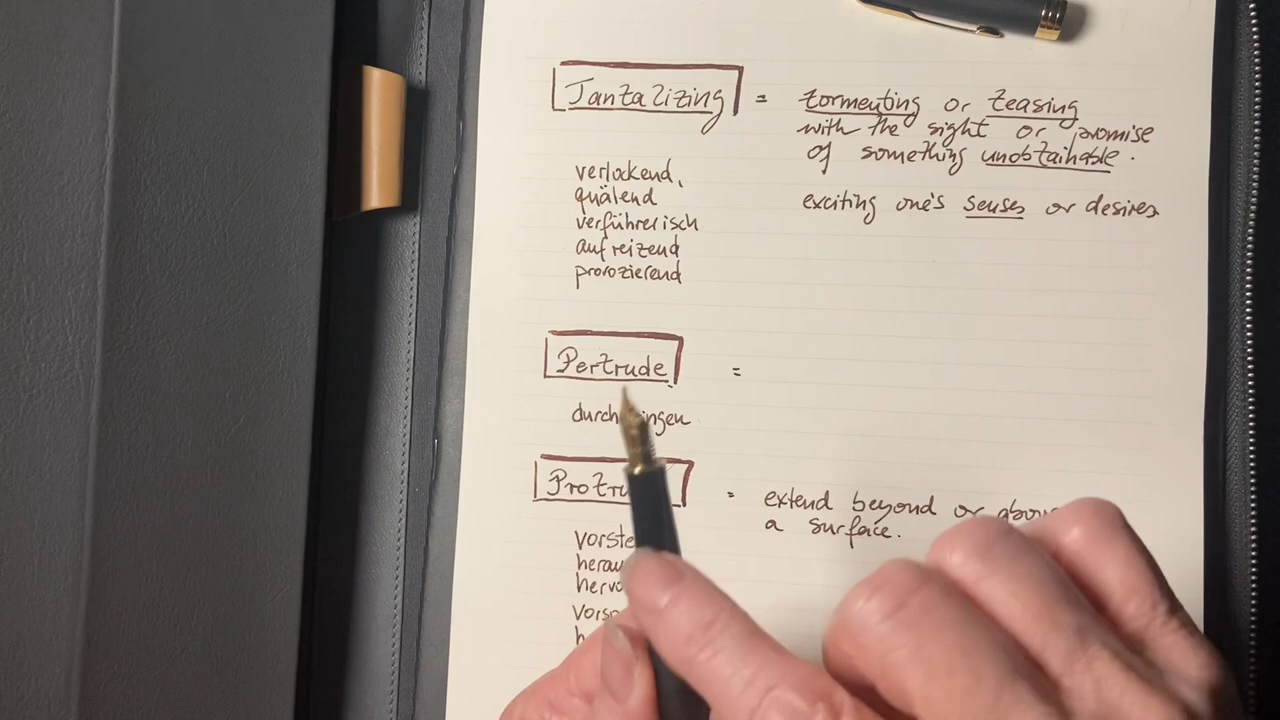 Tantalizing = tormenting or teasing
with the sight or promise
of something unobtainable.
verlockend,
quälend
verführerisch
aufreizend
provozierend
exciting one's senses or desires
Pertrude =
=
extend beyond or
a surface.